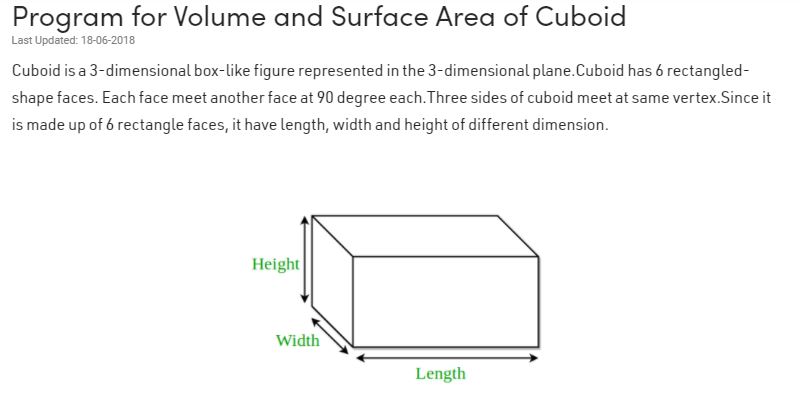 Program for Volume and Surface Area of Cuboid
Last Updated: 18-06-2018
Cuboid is a 3-dimensional box-like figure represented in the 3-dimensional plane.Cuboid has 6 rectangled-
shape faces. Each face meet another face at 90 degree each.Three sides of cuboid meet at same vertex.Since it
is made up of 6 rectangle faces, it have length, width and height of different dimension.
Height
Width
Length